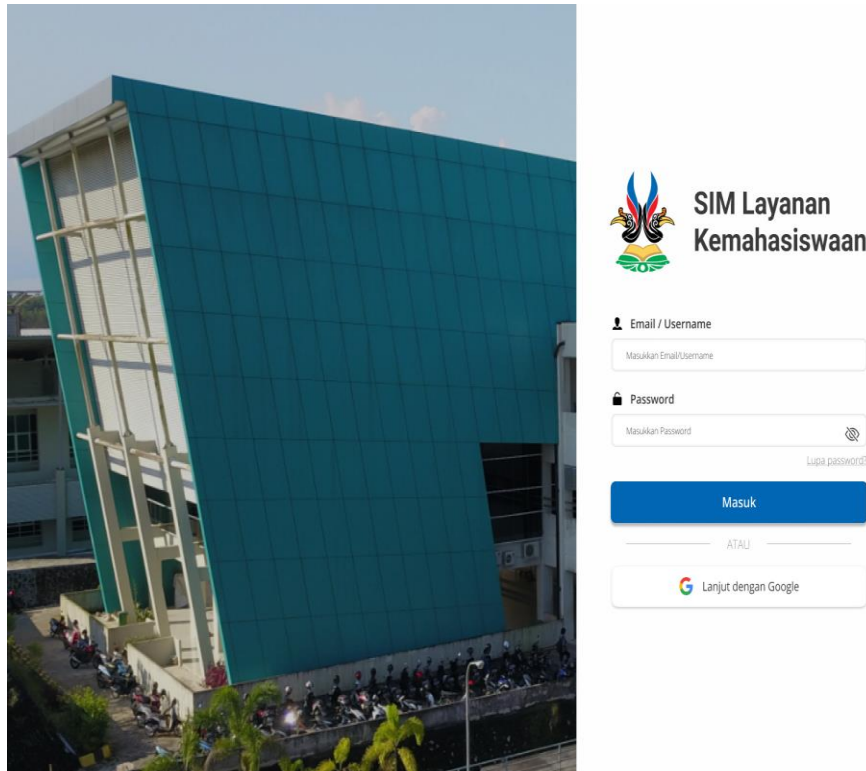 SIM Layanan
Kemahasiswaan
Email / Username
Masukkan Email/Username
Password
Masukkan Password
Lupa password?
Masuk
ATAU
Lanjut dengan Google